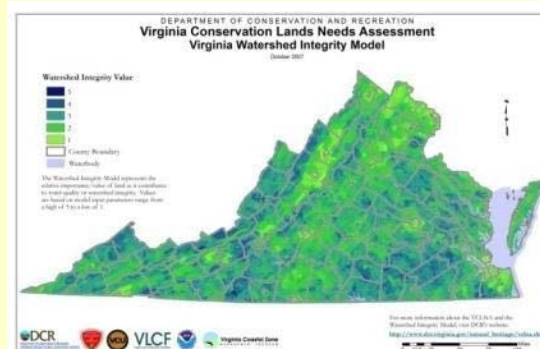 DEPARTMENT OF CONSERVATION AND RECREATION
Virginia Conservation Lands Needs Assessment
Virginia Watershed Integrity Model
October 2007
Watershed Integrity Value
5
4
3
2
1
County Boundary
Waterbody
The Watershed Integrity Model represents the
relative importance/value of land as it contributes
to water quality or watershed integrity. Values
are based on model input parameters range from
a high of 5 to a low of 1.
For more information about the VCLNA and the
Watershed Integrity Model, visit DCR's website:
DCR
VCU
VLCF
Virginia Coastal Zone